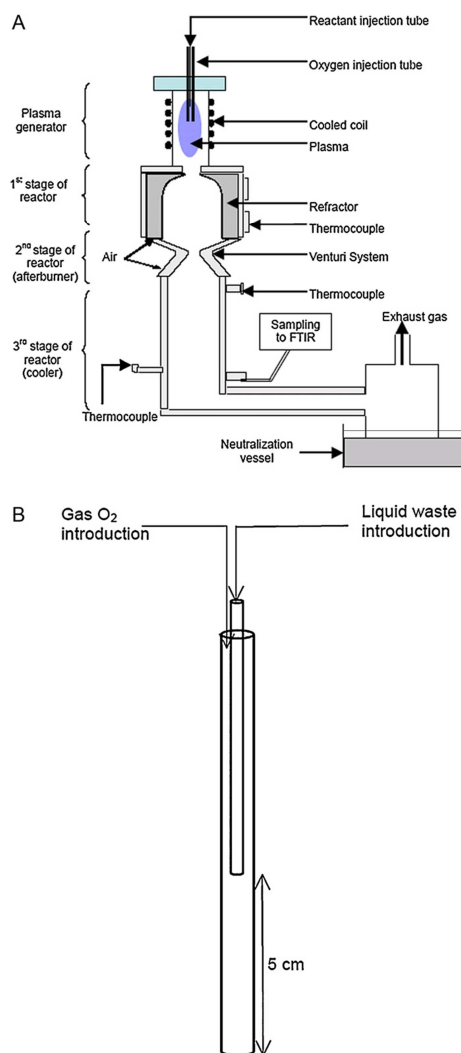 A
Reactant injection tube
Oxygen injection tube
Plasma
generator
Cooled coil
Plasma
1st stage of
reactor
Refractor
Thermocouple
2nd stage of
reactor
(afterburner)
Air
Venturi System
Thermocouple
Exhaust gas
Sampling
to FTIR
3rd stage of
reactor
(cooler)
Thermocouple
Neutralization
vessel
B
Gas O₂
introduction
Liquid waste
introduction
5 cm